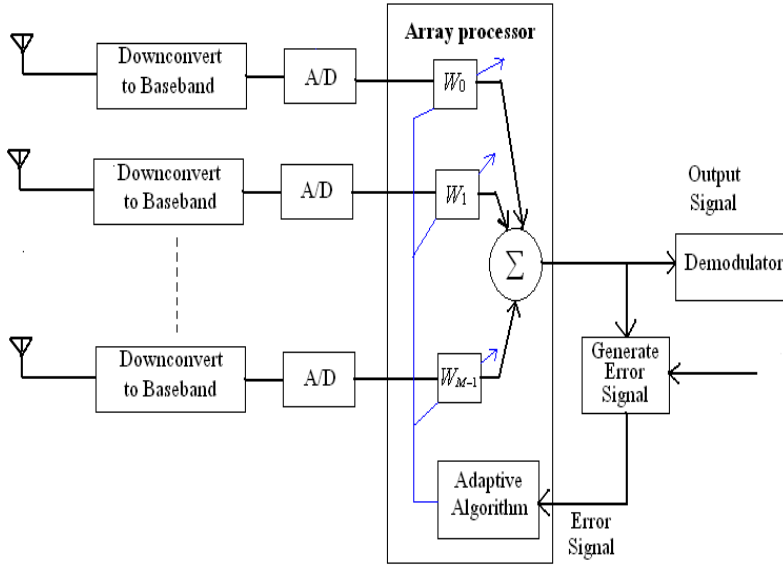 Array processor
Downconvert
to Baseband
A/D
W0
Downconvert
to Baseband
A/D
W1
Output
Signal
Σ
Demodulator
Downconvert
to Baseband
A/D
WM-1
Generate
Error
Signal
Adaptive
Algorithm
Error
Signal